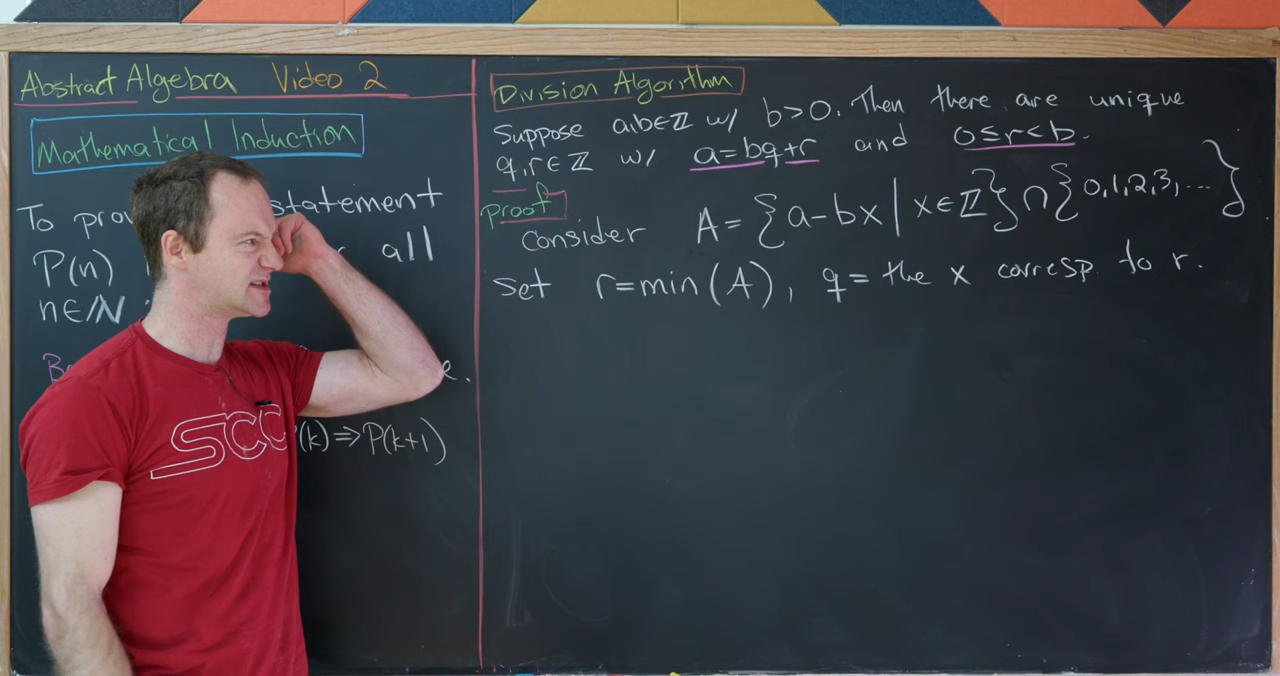 Abstract Algebra Video 2
Mathematical Induction
To statement
P(n) all
n∈ℕ
e.
(k)⇒P(k+1)
SCC
Division Algorithm
Suppose a,b∈ℤ w/ b>0. Then there are unique
q,r∈ℤ w/ a=bq+r and 0≤r<b.
Proof
Consider A={a-bx|x∈ℤ}∩{0,1,2,3,...}
set r=min(A), q= the x corresp. to r.